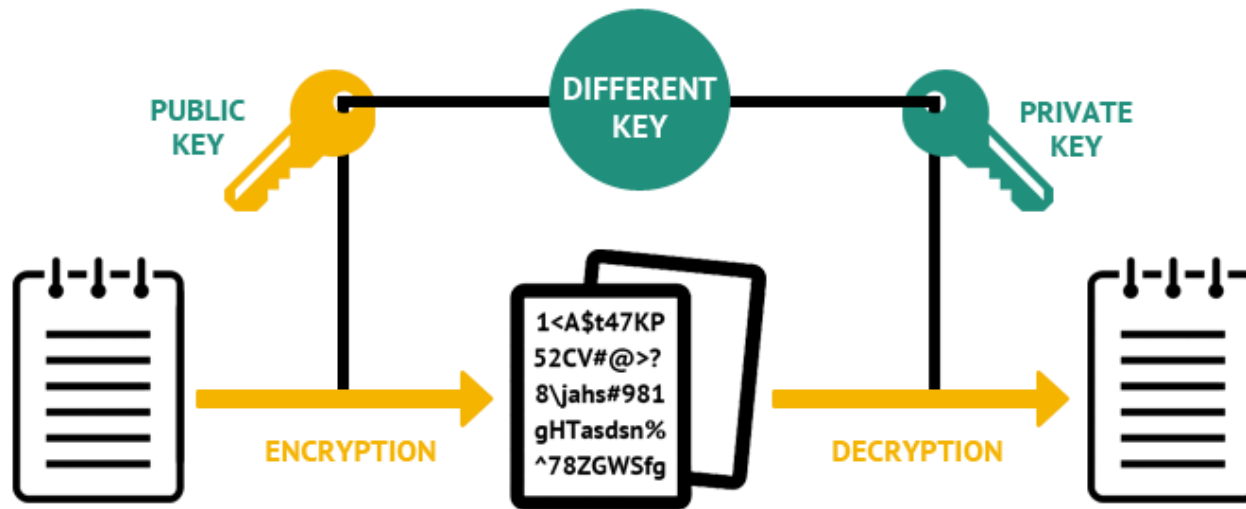 DIFFERENT
KEY
PUBLIC
KEY
PRIVATE
KEY
1<A$t47KP
52CV#@>?
8\jahs#981
gHTasdsn%
^78ZGWSfg
ENCRYPTION
DECRYPTION